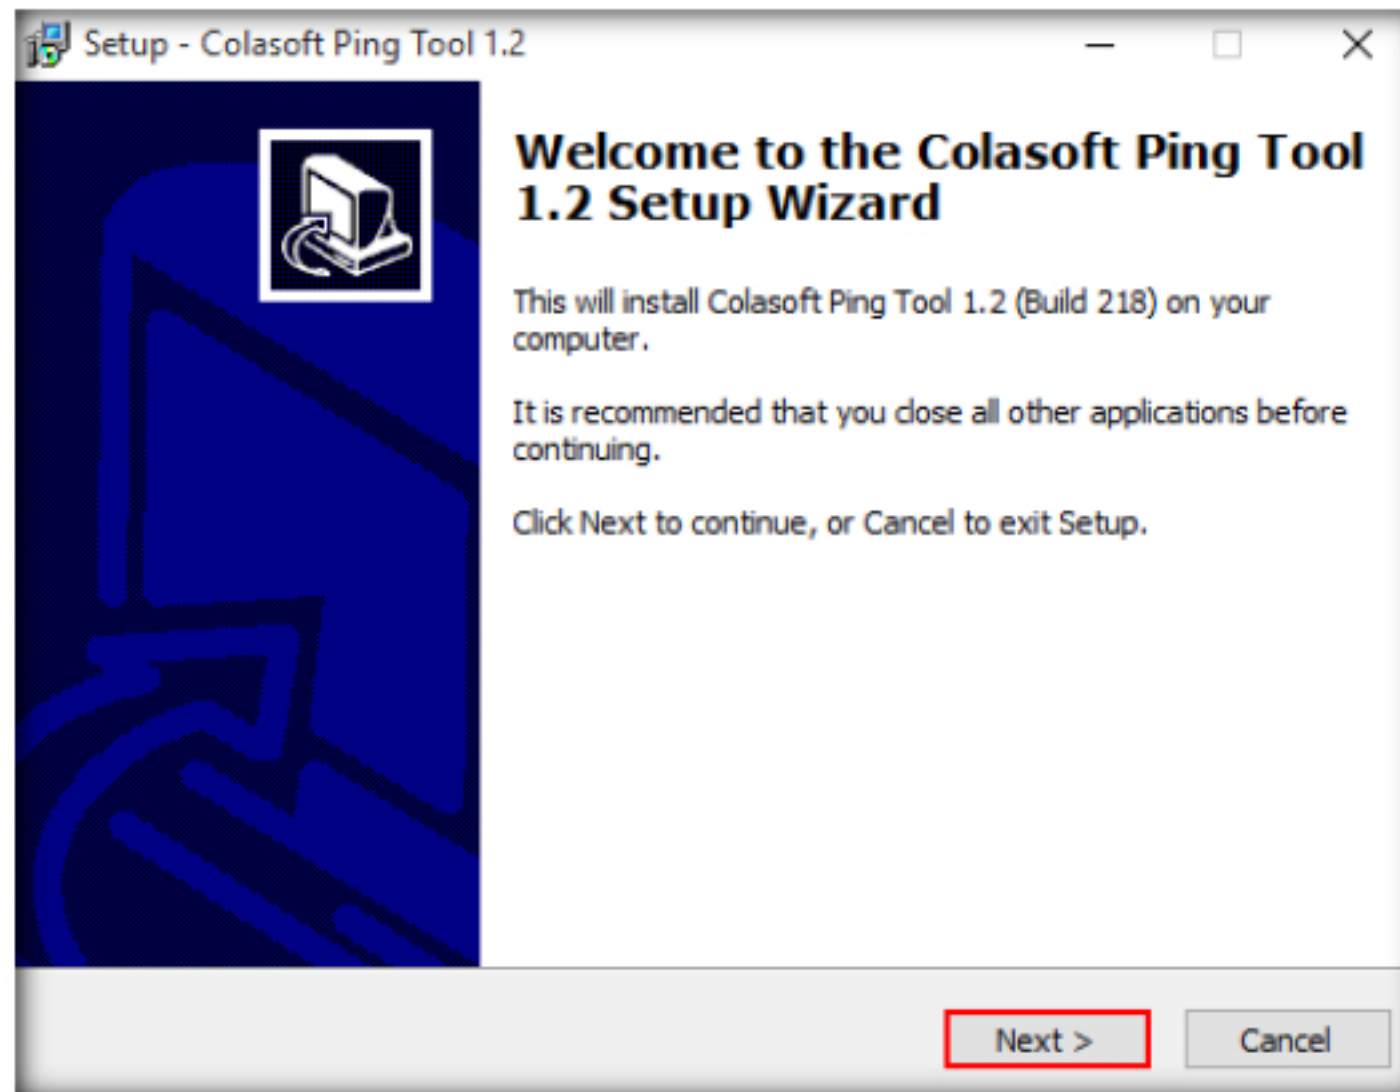 Setup - Colasoft Ping Tool 1.2
Welcome to the Colasoft Ping Tool
1.2 Setup Wizard
This will install Colasoft Ping Tool 1.2 (Build 218) on your
computer.
It is recommended that you close all other applications before
continuing.
Click Next to continue, or Cancel to exit Setup.
Next >
Cancel